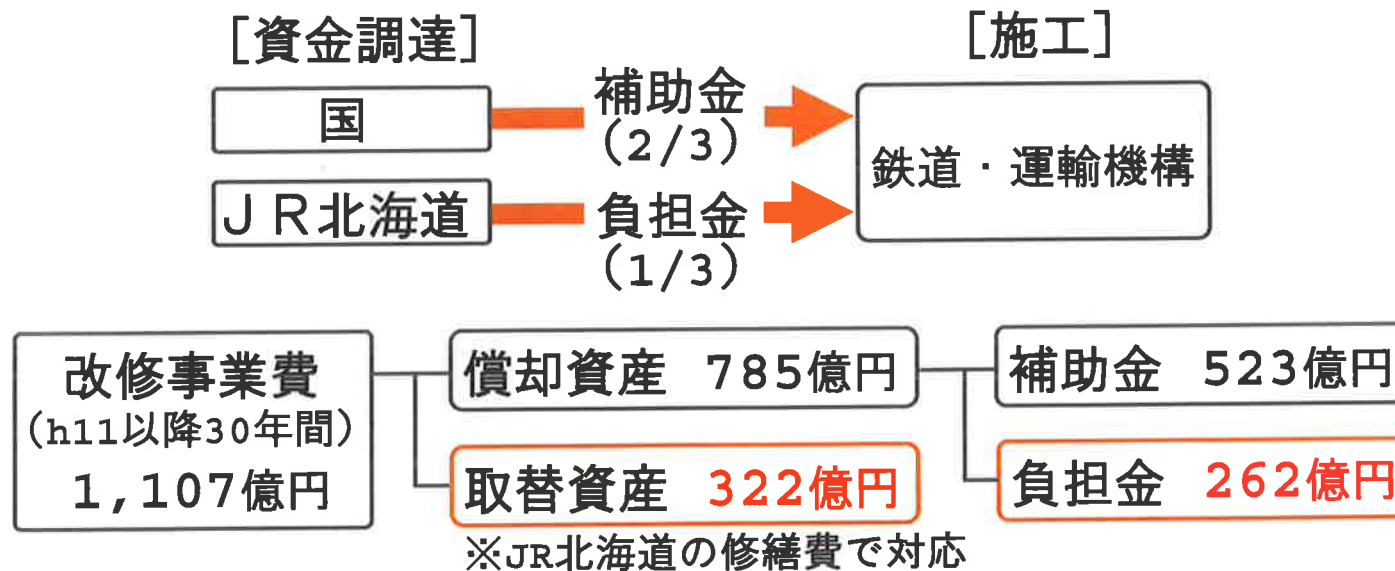 [資金調達]
[施工]
国
補助金
(2/3)
JR北海道
負担金
(1/3)
鉄道・運輸機構
改修事業費
(h11以降30年間)
1,107億円
償却資産 785億円
補助金 523億円
取替資産 322億円
負担金 262億円
※JR北海道の修繕費で対応